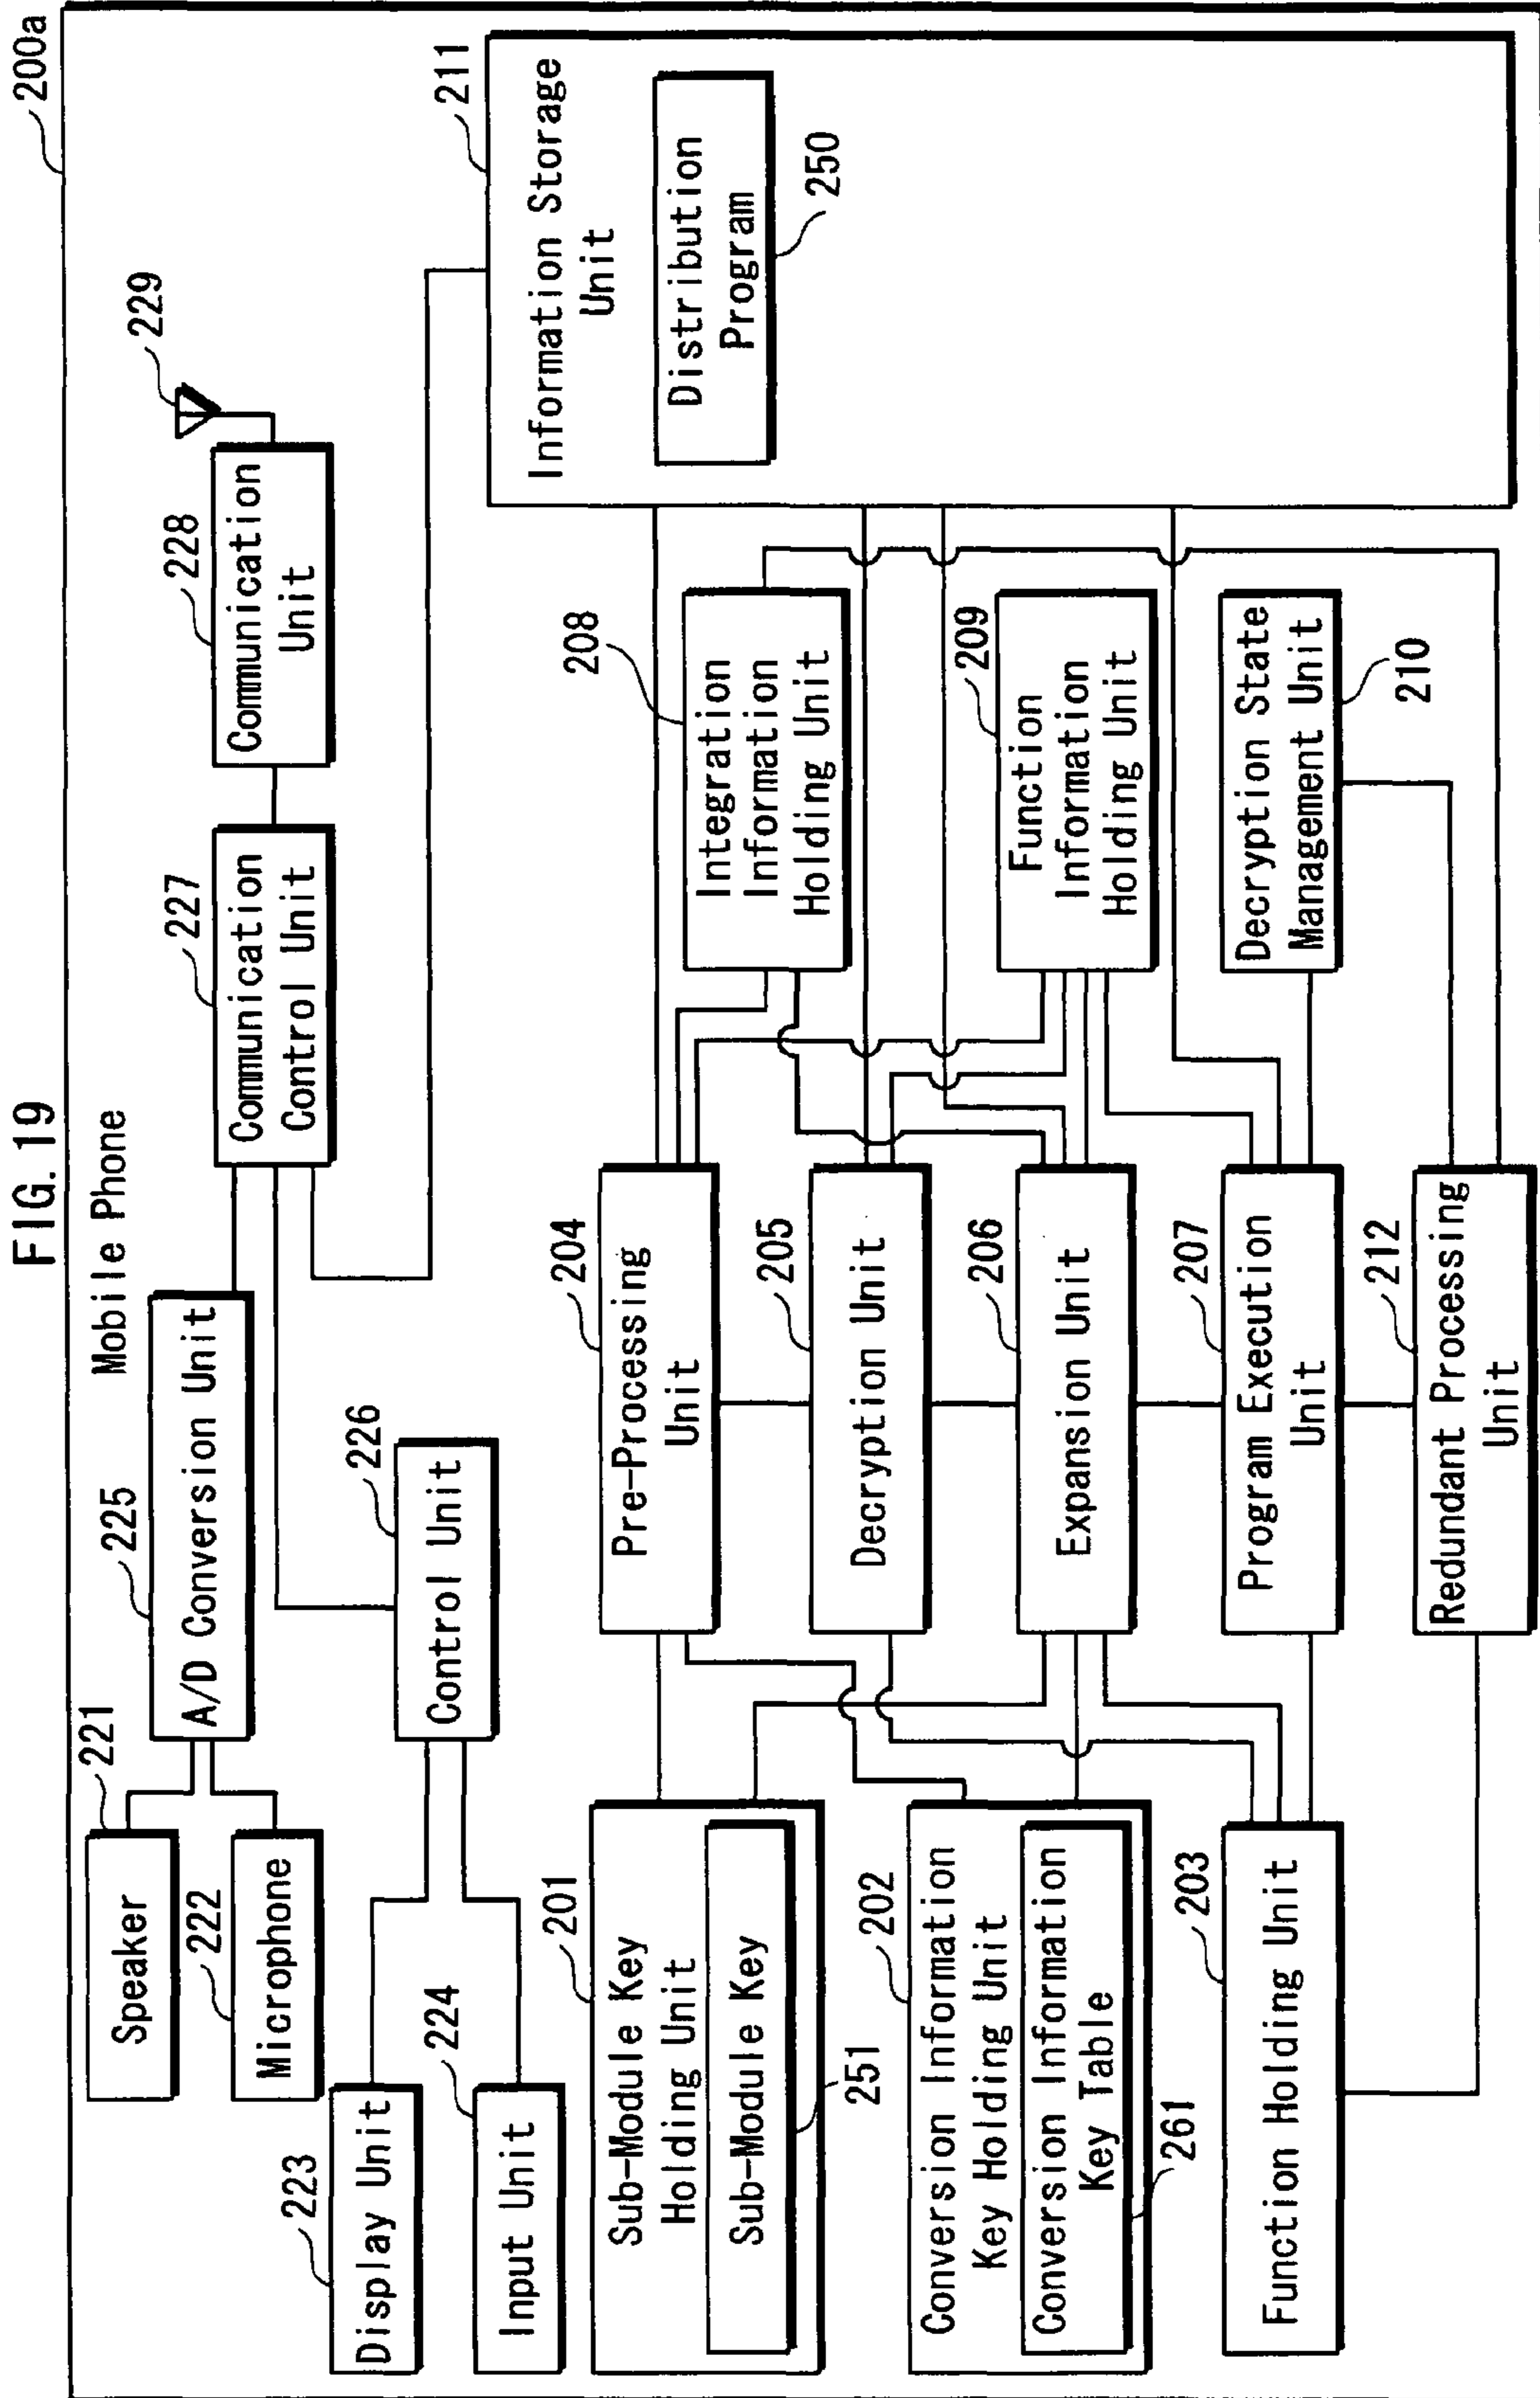 FIG. 19
200a
Mobile Phone
221
Speaker
222
Microphone
223
Display Unit
224
Input Unit
225
A/D Conversion Unit
226
Control Unit
227
Communication
Control Unit
228
Communication
Unit
229
201
Sub-Module Key
Holding Unit
Sub-Module Key
251
202
Conversion Information
Key Holding Unit
Conversion Information
Key Table
261
203
Function Holding Unit
204
Pre-Processing
Unit
205
Decryption Unit
206
Expansion Unit
207
Program Execution
Unit
212
Redundant Processing
Unit
208
Integration
Information
Holding Unit
209
Function
Information
Holding Unit
Decryption State
Management Unit
210
211
Information Storage
Unit
Distribution
Program
250